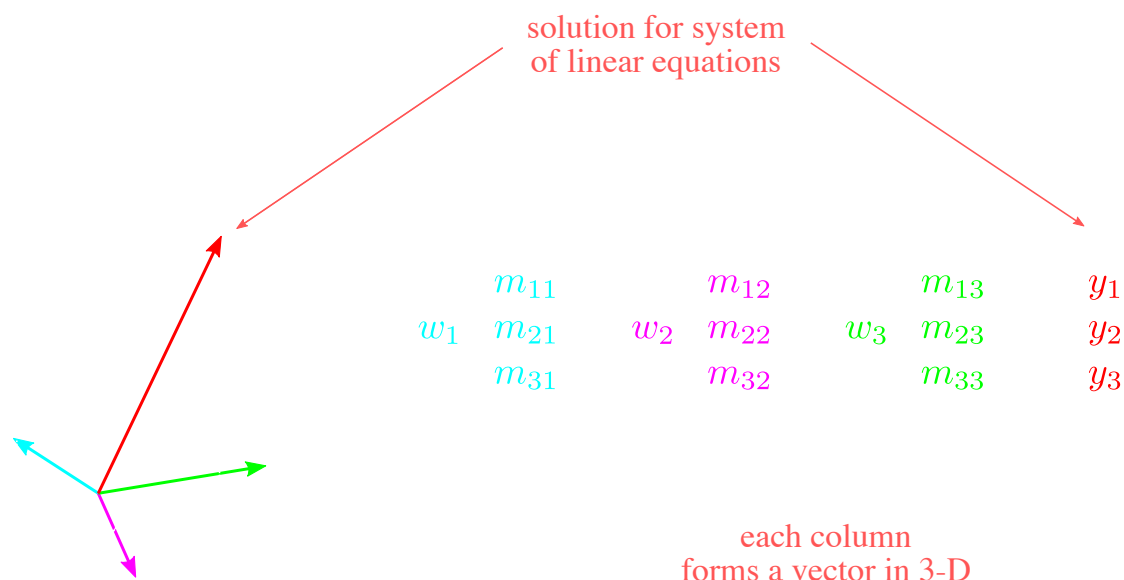 solution for system
of linear equations
m₁₁ m₁₂ m₁₃ y₁
w₁ m₂₁ w₂ m₂₂ w₃ m₂₃ y₂
m₃₁ m₃₂ m₃₃ y₃
each column
forms a vector in 3-D